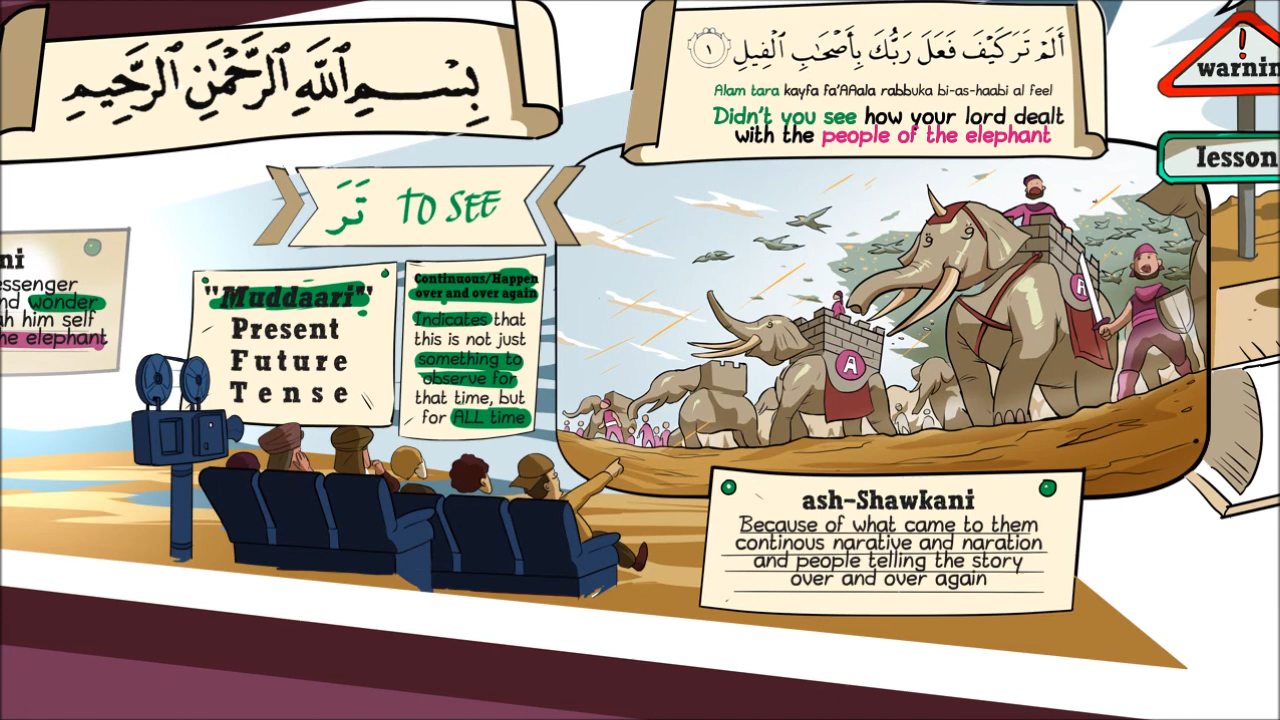 بِسْمِ ٱللَّهِ ٱلرَّحْمَٰنِ ٱلرَّحِيمِ
أَلَمْ تَرَ كَيْفَ فَعَلَ رَبُّكَ بِأَصْحَٰبِ ٱلْفِيلِ ١
Alam tara kayfa fa'AAala rabbuka bi-as-haabi al feel
Didn't you see how your lord dealt
with the people of the elephant
warnin
lesson
تَرَ TO SEE
ni
essenger
nd wonder
ah him self
he elephant
"Muddaari"'
Present
Future
Tense
Continuous/Happen
over and over again
Indicates that
this is not just
something to
observe for
that time, but
for ALL time
A
A
ash-Shawkani
Because of what came to them
continous narative and naration
and people telling the story
over and over again